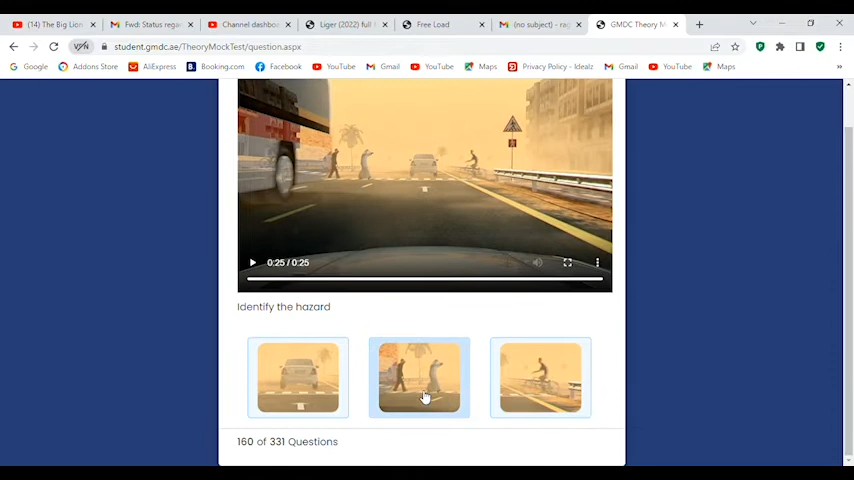 (14) The Big Lion
Fwd: Status regar
Channel dashbo
Liger (2022) full h
Free Load
(no subject) - rag
GMDC Theory M
student.gmdc.ae/TheoryMockTest/question.aspx
Google
Addons Store
AliExpress
Booking.com
Facebook
YouTube
Gmail
YouTube
Maps
Privacy Policy - Idealz
Gmail
YouTube
Maps
0:25 / 0:25
Identify the hazard
160 of 331 Questions